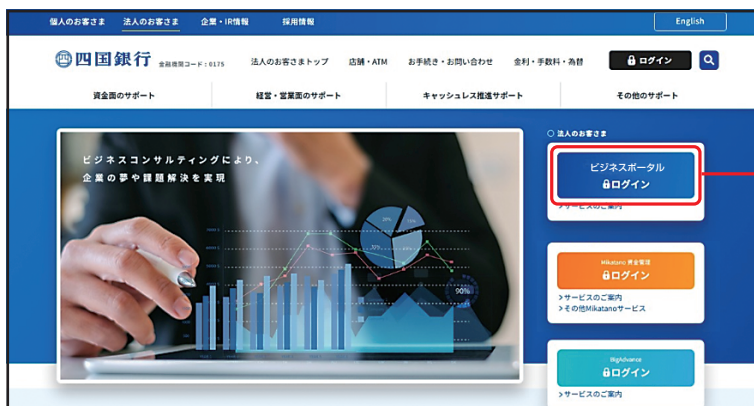 個人のお客さま 法人のお客さま 企業・IR情報 採用情報 English
四国銀行 金融機関コード:0175 法人のお客さまトップ 店舗・ATM お手続き・お問い合わせ 金利・手数料・為替 ログイン
資金面のサポート 経営・営業面のサポート キャッシュレス推進サポート その他のサポート
ビジネスコンサルティングにより、
企業の夢や課題解決を実現
90%
○ 法人のお客さま
ビジネスポータル
ログイン
>サービスのご案内
Mikatano 資金管理
ログイン
>サービスのご案内
>その他Mikatanoサービス
BigAdvance
ログイン
>サービスのご案内